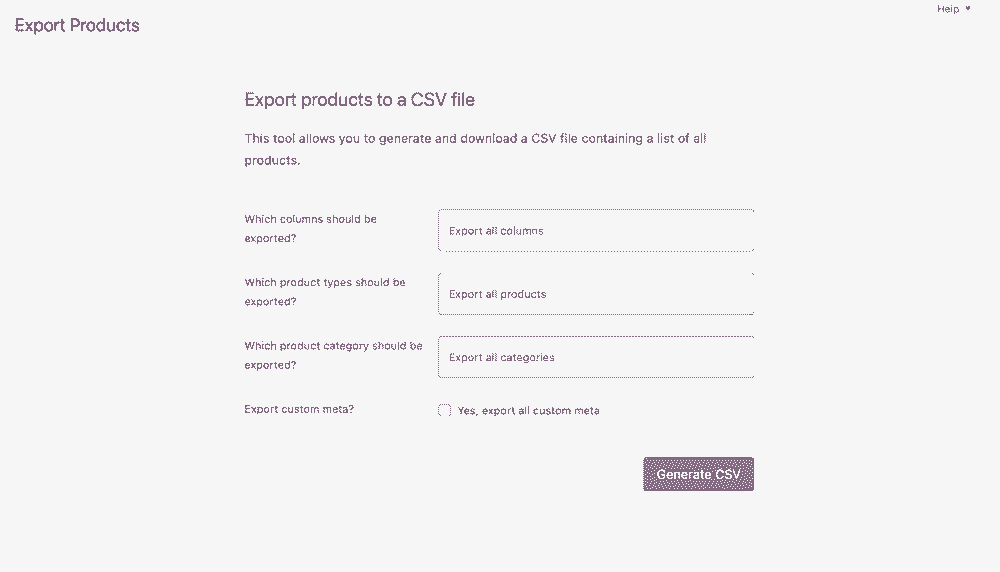 Help
Export Products
Export products to a CSV file
This tool allows you to generate and download a CSV file containing a list of all
products.
Which columns should be
exported?
Export all columns
Which product types should be
exported?
Export all products
Which product category should be
exported?
Export all categories
Export custom meta?
Yes, export all custom meta
Generate CSV